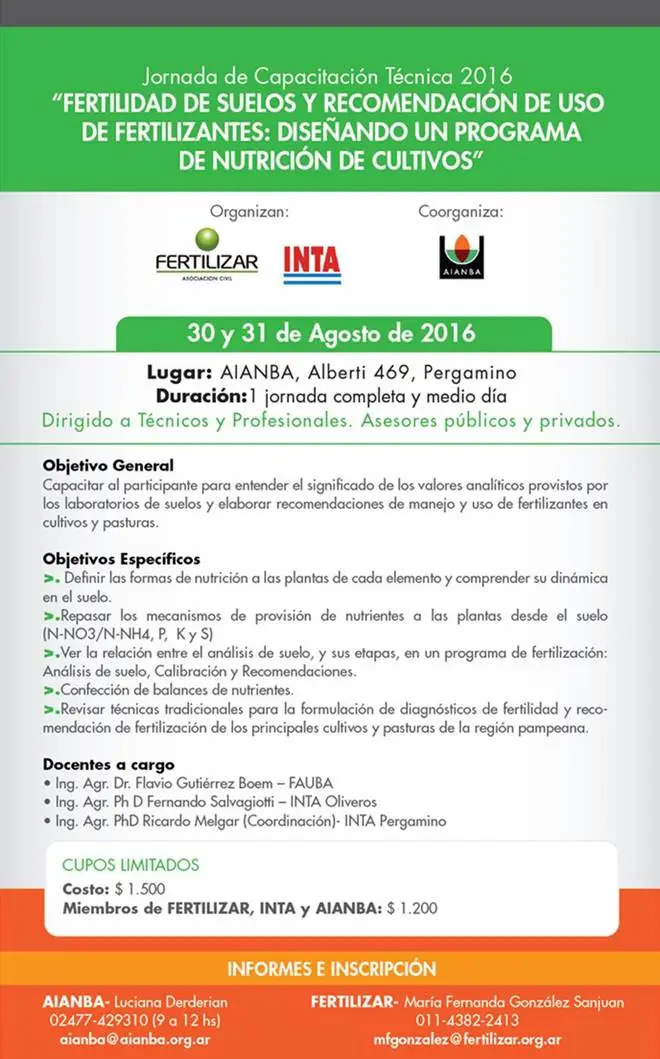 Jornada de Capacitación Técnica 2016
“FERTILIDAD DE SUELOS Y RECOMENDACIÓN DE USO
DE FERTILIZANTES: DISEÑANDO UN PROGRAMA
DE NUTRICIÓN DE CULTIVOS”
Organizan:
Coorganiza:
FERTILIZAR
ASOCIACION CIVIL
INTA
AIANBA
30 y 31 de Agosto de 2016
Lugar: AIANBA, Alberti 469, Pergamino
Duración:1 jornada completa y medio día
Dirigido a Técnicos y Profesionales. Asesores públicos y privados.
Objetivo General
Capacitar al participante para entender el significado de los valores analíticos provistos por
los laboratorios de suelos y elaborar recomendaciones de manejo y uso de fertilizantes en
cultivos y pasturas.
Objetivos Específicos
>. Definir las formas de nutrición a las plantas de cada elemento y comprender su dinámica
en el suelo.
>.Repasar los mecanismos de provisión de nutrientes a las plantas desde el suelo
(N-NO3/N-NH4, P, K y S)
>.Ver la relación entre el análisis de suelo, y sus etapas, en un programa de fertilización:
Análisis de suelo, Calibración y Recomendaciones.
>.Confección de balances de nutrientes.
>.Revisar técnicas tradicionales para la formulación de diagnósticos de fertilidad y reco-
mendación de fertilización de los principales cultivos y pasturas de la región pampeana.
Docentes a cargo
• Ing. Agr. Dr. Flavio Gutiérrez Boem – FAUBA
• Ing. Agr. Ph D Fernando Salvagiotti – INTA Oliveros
• Ing. Agr. PhD Ricardo Melgar (Coordinación)- INTA Pergamino
CUPOS LIMITADOS
Costo: $ 1.500
Miembros de FERTILIZAR, INTA y AIANBA: $ 1.200
INFORMES E INSCRIPCIÓN
AIANBA- Luciana Derderian
02477-429310 (9 a 12 hs)
aianba@aianba.org.ar
FERTILIZAR- María Fernanda González Sanjuan
011-4382-2413
mfgonzalez@fertilizar.org.ar